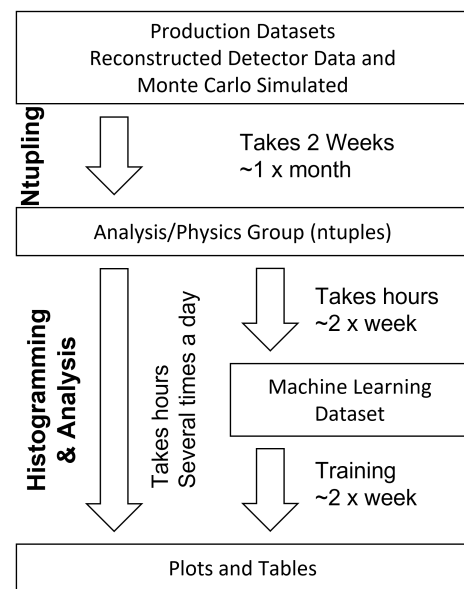 Production Datasets
Reconstructed Detector Data and
Monte Carlo Simulated
Ntupling
Takes 2 Weeks
~1 x month
Analysis/Physics Group (ntuples)
Histogramming
& Analysis
Takes hours
Several times a day
Takes hours
~2 x week
Machine Learning
Dataset
Training
~2 x week
Plots and Tables